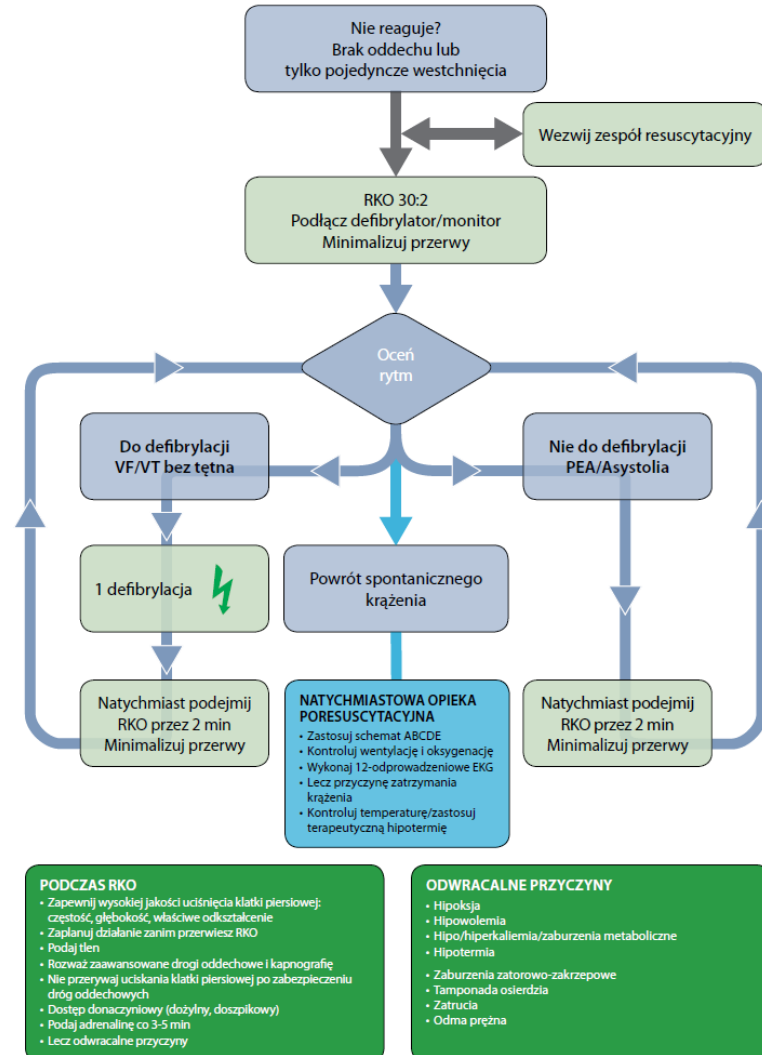 Nie reaguje?
Brak oddechu lub
tylko pojedyncze westchnięcia
Wezwij zespół resuscytacyjny
RKO 30:2
Podłącz defibrylator/monitor
Minimalizuj przerwy
Oceń
rytm
Do defibrylacji
VF/VT bez tętna
Nie do defibrylacji
PEA/Asystolia
1 defibrylacja
Powrót spontanicznego
krążenia
Natychmiast podejmij
RKO przez 2 min
Minimalizuj przerwy
NATYCHMIASTOWA OPIEKA
PORESUSCYTACYJNA
• Zastosuj schemat ABCDE
• Kontroluj wentylację i oksygenację
• Wykonaj 12-odprowadzeniowe EKG
• Lecz przyczynę zatrzymania
krążenia
• Kontroluj temperaturę/zastosuj
terapeutyczną hipotermię
Natychmiast podejmij
RKO przez 2 min
Minimalizuj przerwy
PODCZAS RKO
• Zapewnij wysokiej jakości uciśnięcia klatki piersiowej:
częstość, głębokość, właściwe odkształcenie
• Zaplanuj działanie zanim przerwiesz RKO
• Podaj tlen
• Rozważ zaawansowane drogi oddechowe i kapnografię
• Nie przerywaj uciskania klatki piersiowej po zabezpieczeniu
dróg oddechowych
• Dostęp donaczyniowy (dożylny, doszpikowy)
• Podaj adrenalinę co 3-5 min
• Lecz odwracalne przyczyny
ODWRACALNE PRZYCZYNY
• Hipoksja
• Hipowolemia
• Hipo/hiperkaliemia/zaburzenia metaboliczne
• Hipotermia
• Zaburzenia zatorowo-zakrzepowe
• Tamponada osierdzia
• Zatrucia
• Odma prężna